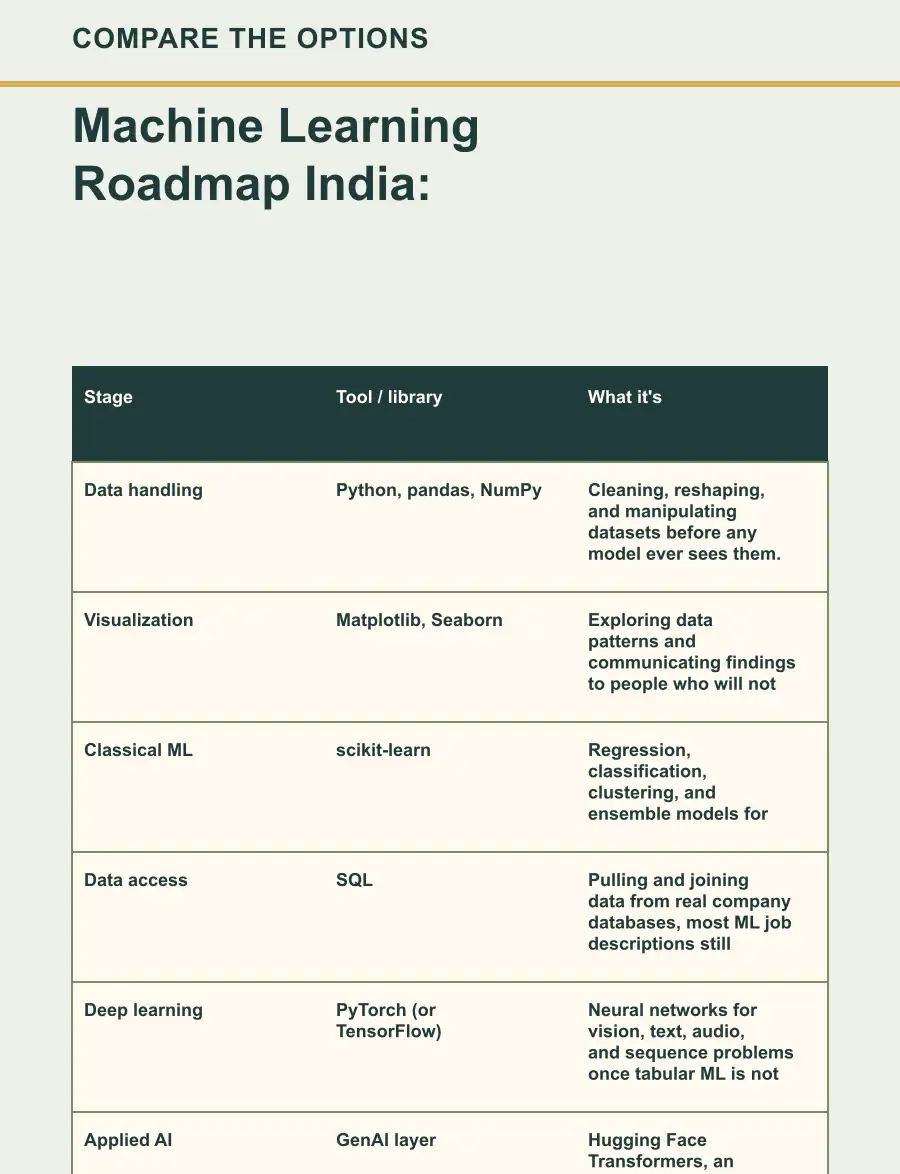 COMPARE THE OPTIONS
Machine Learning
Roadmap India:
Stage
Tool / library
What it's
Data handling
Python, pandas, NumPy
Cleaning, reshaping,
and manipulating
datasets before any
model ever sees them.
Visualization
Matplotlib, Seaborn
Exploring data
patterns and
communicating findings
to people who will not
Classical ML
scikit-learn
Regression,
classification,
clustering, and
ensemble models for
Data access
SQL
Pulling and joining
data from real company
databases, most ML job
descriptions still
Deep learning
PyTorch (or
TensorFlow)
Neural networks for
vision, text, audio,
and sequence problems
once tabular ML is not
Applied AI
GenAI layer
Hugging Face
Transformers, an